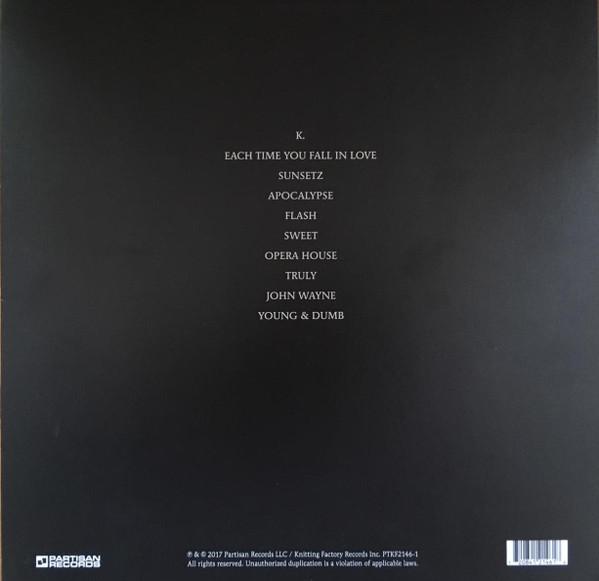 K.
EACH TIME YOU FALL IN LOVE
SUNSETZ
APOCALYPSE
FLASH
SWEET
OPERA HOUSE
TRULY
JOHN WAYNE
YOUNG & DUMB
PARTISAN
RECORDS
℗ & © 2017 Partisan Records LLC / Knitting Factory Records Inc. PTKF2146-1
All rights reserved. Unauthorized duplication is a violation of applicable laws.